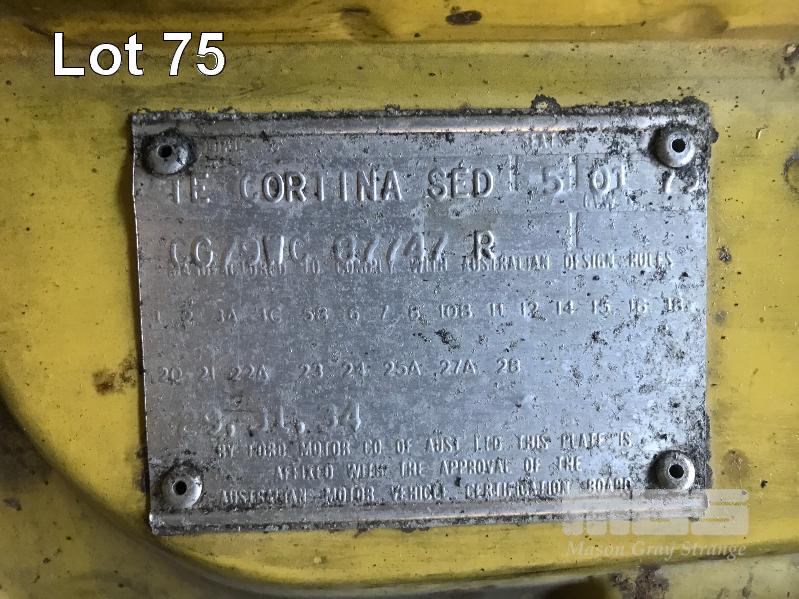 Lot 75
SEATS
TE CORTINA SED 5 01 79
CG79WC 87747 R
MANUFACTURED TO COMPLY WITH AUSTRALIAN DESIGN RULES
1 2 3A 4C 5B 6 7 8 10B 11 12 14 15 16 18
20 21 22A 23 24 25A 27A 28
29, 31, 34
BY FORD MOTOR CO OF AUST LTD THIS PLATE IS
AFFIXED WITH THE APPROVAL OF THE
AUSTRALIAN MOTOR VEHICLE CERTIFICATION BOARD
MGS
Mason Gray Strange